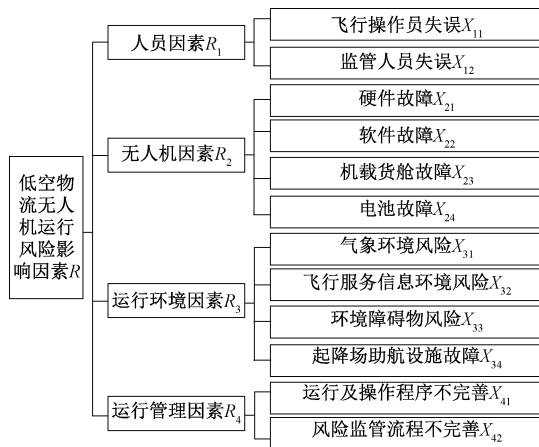 低空物
流无人
机运行
风险影
响因素R
人员因素R₁
飞行操作员失误X₁₁
监管人员失误X₁₂
无人机因素R₂
硬件故障X₂₁
软件故障X₂₂
机载货舱故障X₂₃
电池故障X₂₄
运行环境因素R₃
气象环境风险X₃₁
飞行服务信息环境风险X₃₂
环境障碍物风险X₃₃
起降场助航设施故障X₃₄
运行管理因素R₄
运行及操作程序不完善X₄₁
风险监管流程不完善X₄₂